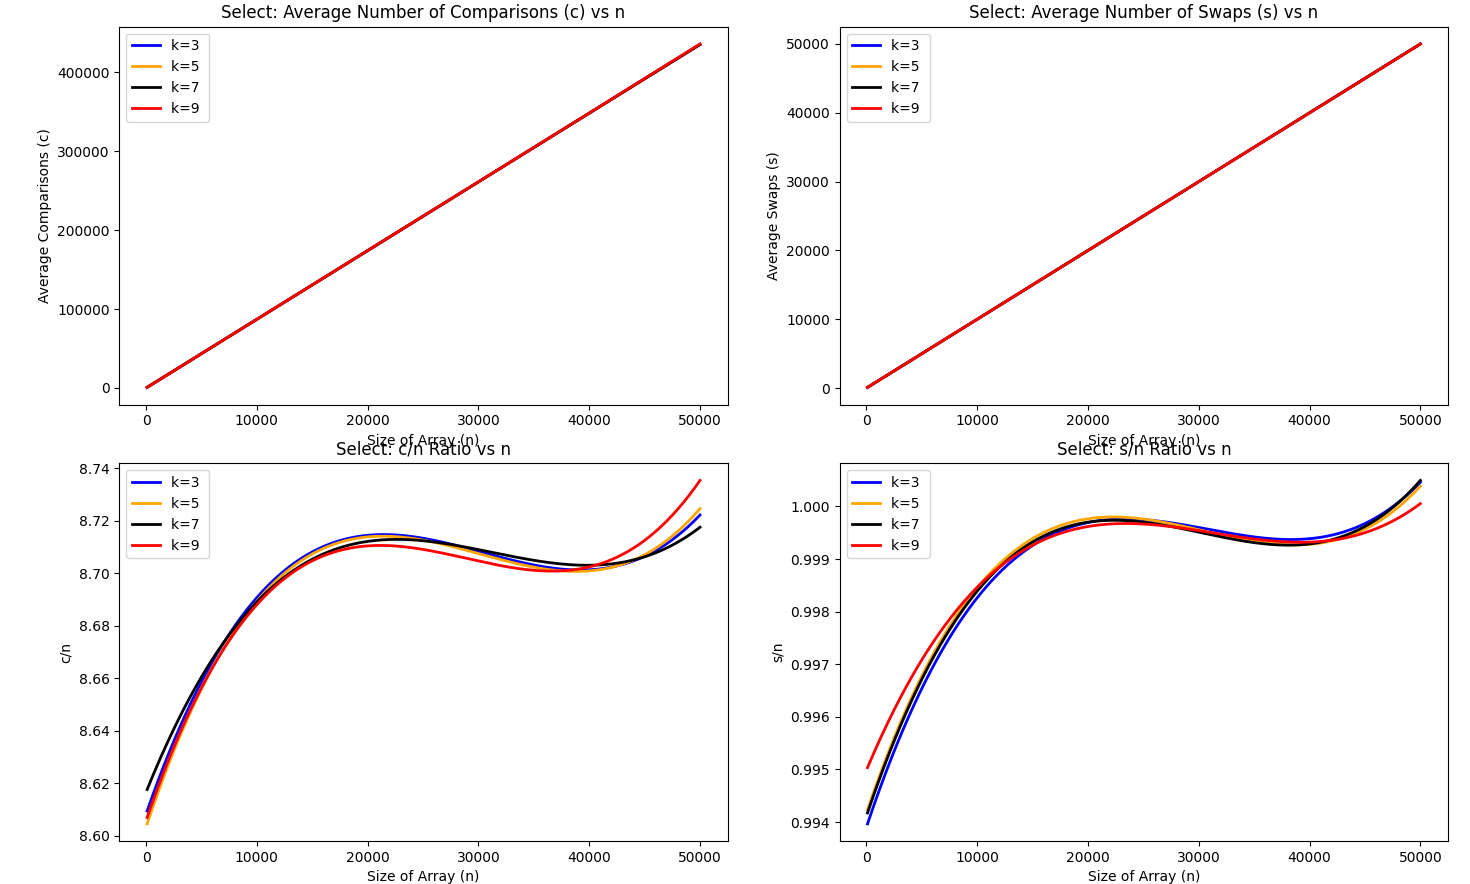 Select: Average Number of Comparisons (c) vs n
k=3
k=5
k=7
k=9
400000
300000
200000
100000
0
Average Comparisons (c)
0 10000 20000 30000 40000 50000
Size of Array (n)
Select: Average Number of Swaps (s) vs n
k=3
k=5
k=7
k=9
50000
40000
30000
20000
10000
0
Average Swaps (s)
0 10000 20000 30000 40000 50000
Size of Array (n)
Select: c/n Ratio vs n
k=3
k=5
k=7
k=9
8.74
8.72
8.70
8.68
8.66
8.64
8.62
8.60
c/n
0 10000 20000 30000 40000 50000
Size of Array (n)
Select: s/n Ratio vs n
k=3
k=5
k=7
k=9
1.000
0.999
0.998
0.997
0.996
0.995
0.994
s/n
0 10000 20000 30000 40000 50000
Size of Array (n)